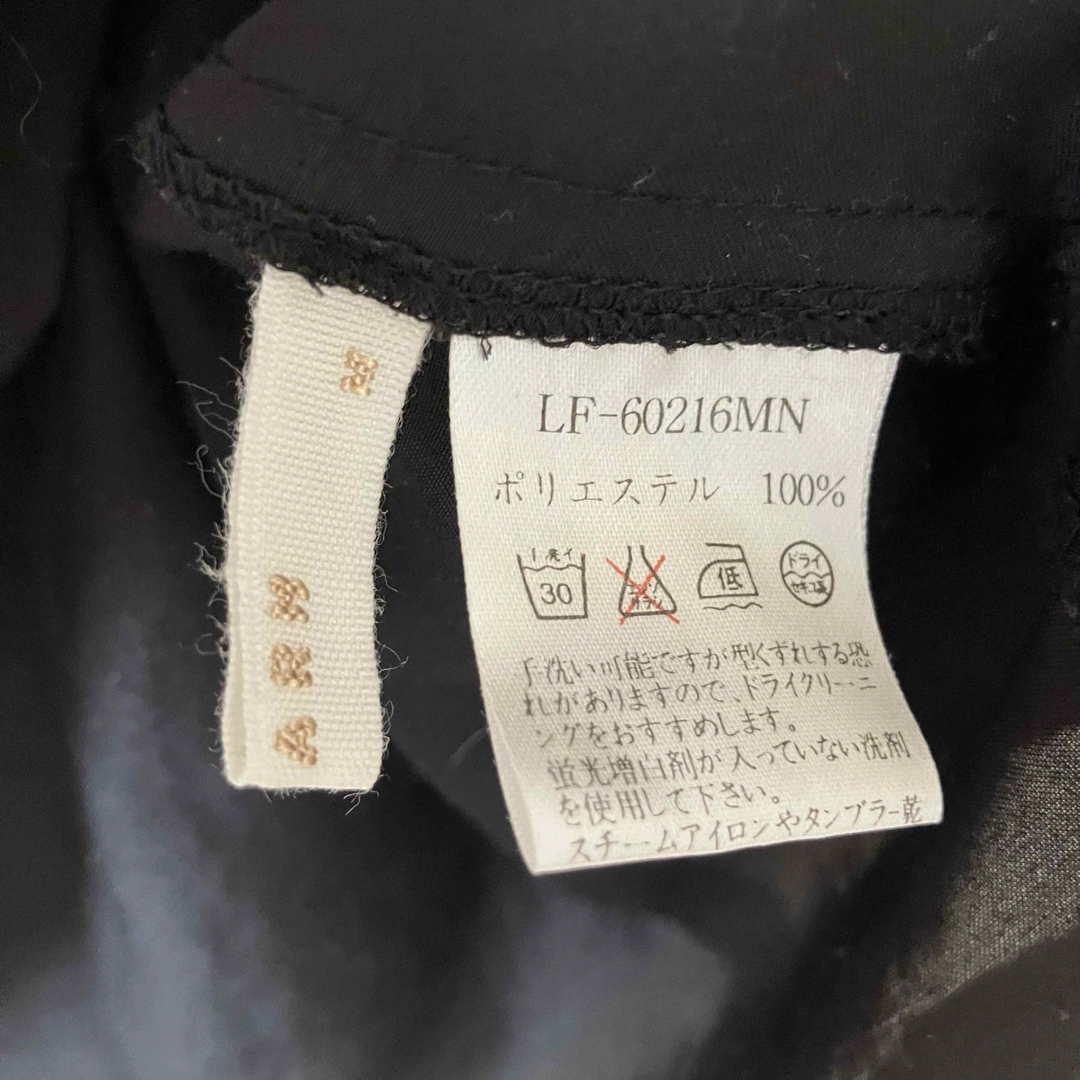 LF-60216MN
ポリエステル 100%
手洗イ
30
低
ドライ
セキユ系
手洗い可能ですが型くずれする恐
れがありますので、ドライクリーニ
ングをおすすめします。
蛍光増白剤が入っていない洗剤
を使用して下さい。
スチームアイロンやタンブラー乾